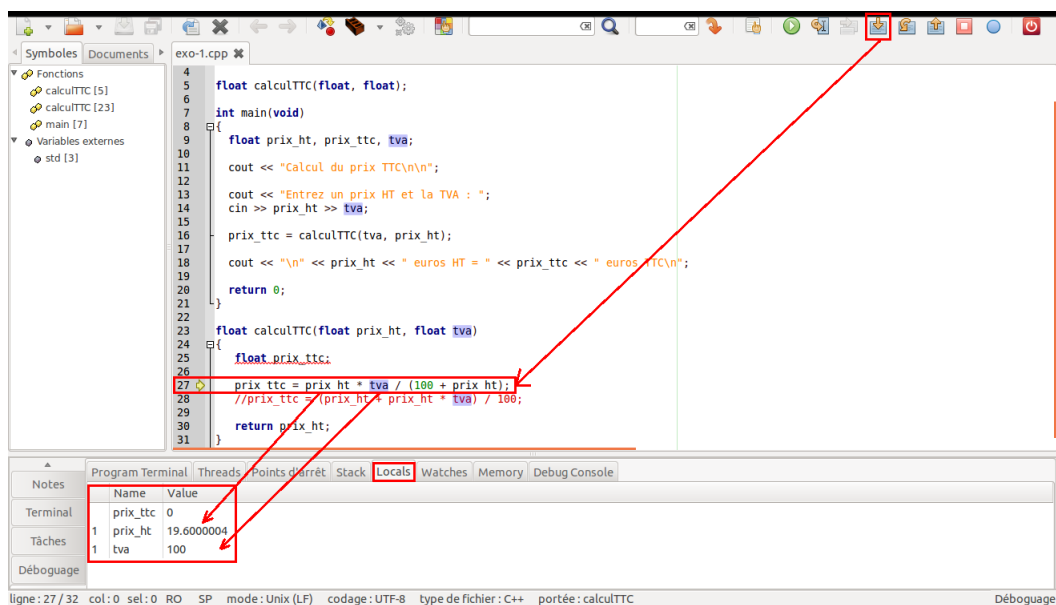 Symboles Documents exo-1.cpp
Fonctions
calculTTC [5]
calculTTC [23]
main [7]
Variables externes
std [3]
4
5 float calculTTC(float, float);
6
7 int main(void)
8 {
9 float prix_ht, prix_ttc, tva;
10
11 cout << "Calcul du prix TTC\n\n";
12
13 cout << "Entrez un prix HT et la TVA : ";
14 cin >> prix_ht >> tva;
15
16 prix_ttc = calculTTC(tva, prix_ht);
17
18 cout << "\n" << prix_ht << " euros HT = " << prix_ttc << " euros TTC\n";
19
20 return 0;
21 }
22
23 float calculTTC(float prix_ht, float tva)
24 {
25 float prix_ttc;
26
27 prix_ttc = prix_ht * tva / (100 + prix_ht);
28 //prix_ttc = (prix_ht + prix_ht * tva) / 100;
29
30 return prix_ht;
31 }
Notes
Terminal
Tâches
Déboguage
Program Terminal Threads Points d'arrêt Stack Locals Watches Memory Debug Console
Name Value
prix_ttc 0
1 prix_ht 19.6000004
1 tva 100
ligne : 27 / 32 col : 0 sel : 0 RO SP mode : Unix (LF) codage : UTF-8 type de fichier : C++ portée : calculTTC Déboguage